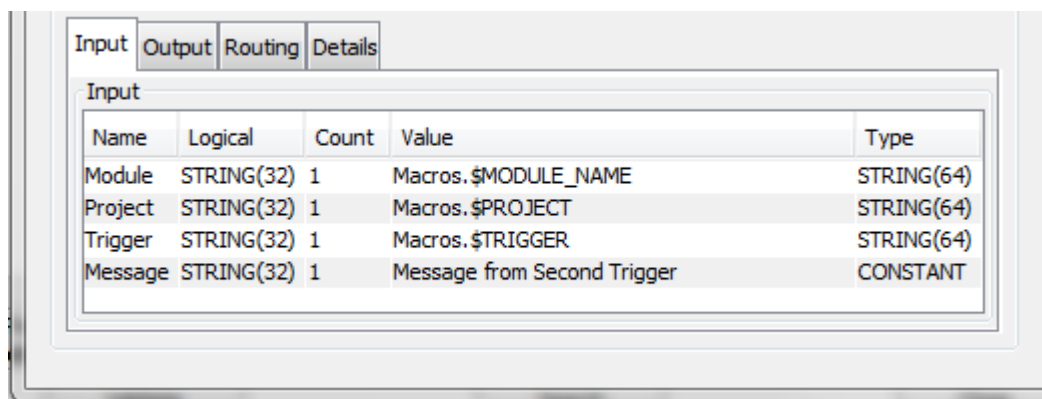 Input Output Routing Details
Input
Name Logical Count Value Type
Module STRING(32) 1 Macros.$MODULE_NAME STRING(64)
Project STRING(32) 1 Macros.$PROJECT STRING(64)
Trigger STRING(32) 1 Macros.$TRIGGER STRING(64)
Message STRING(32) 1 Message from Second Trigger CONSTANT